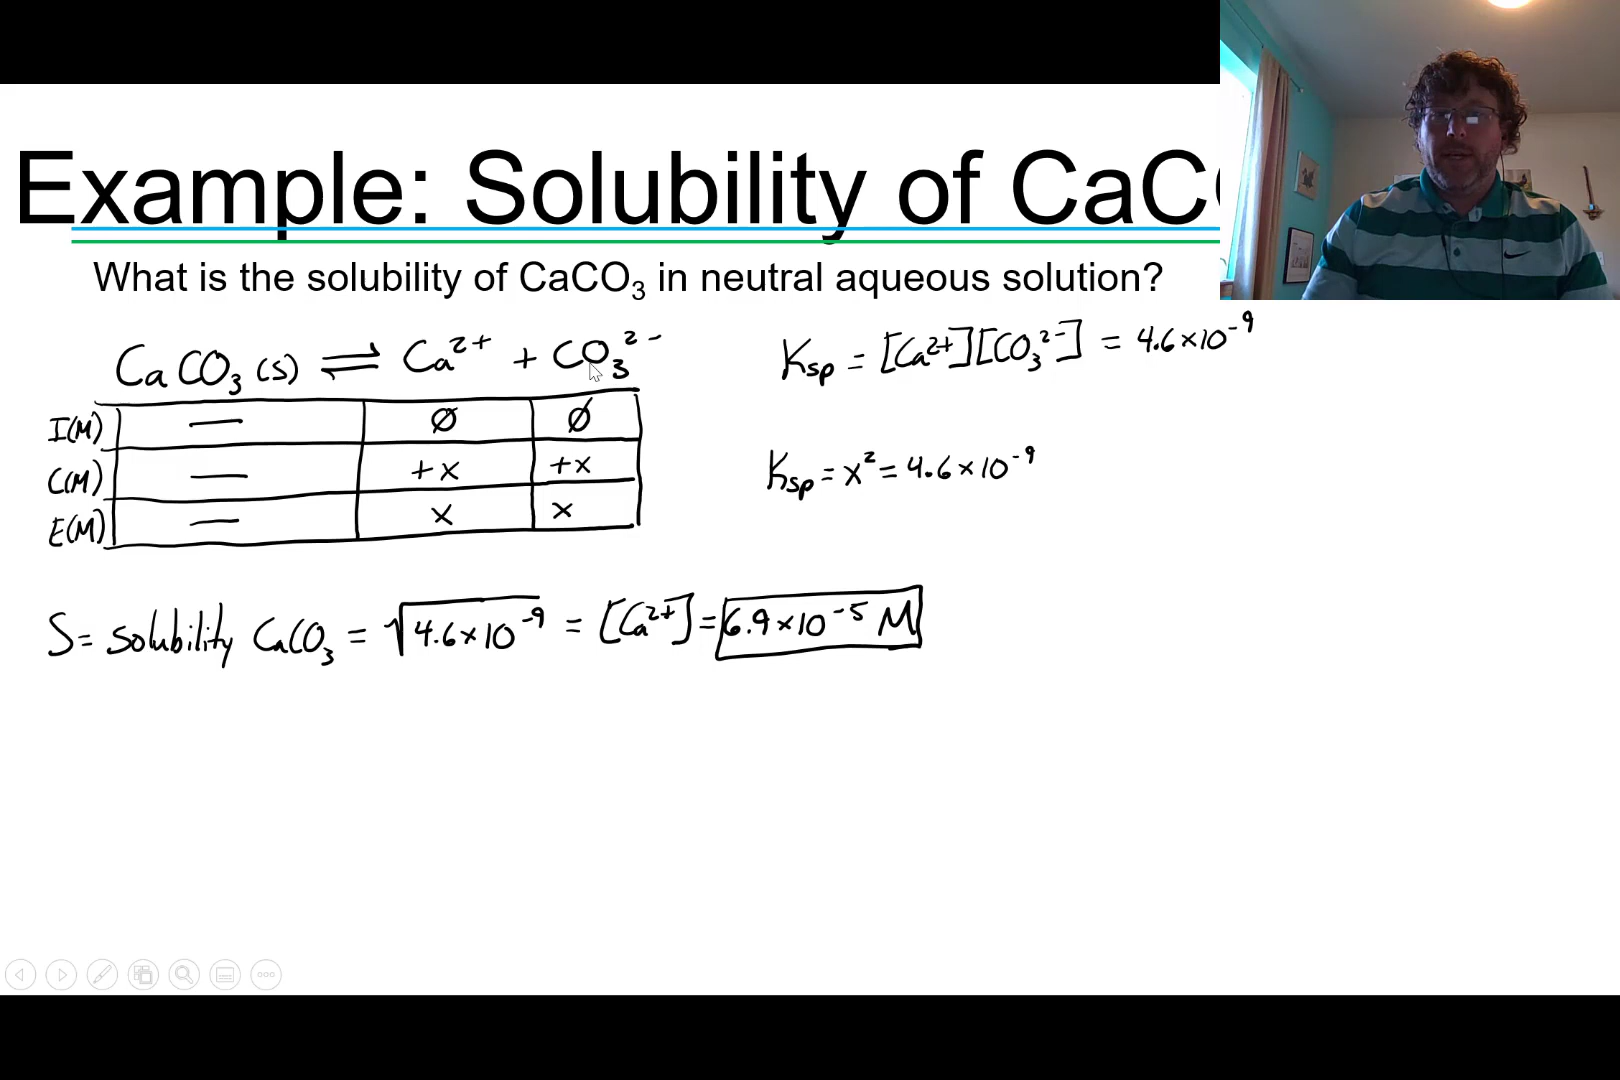 Example: Solubility of CaC
What is the solubility of CaCO₃ in neutral aqueous solution?
CaCO₃ (s) ⇌ Ca²⁺ + CO₃²⁻
Ksp = [Ca²⁺][CO₃²⁻] = 4.6×10⁻⁹
I(M) — ∅ ∅
C(M) — +x +x
E(M) — x x
Ksp = x² = 4.6×10⁻⁹
S = solubility CaCO₃ = √4.6×10⁻⁹ = [Ca²⁺] = 6.9×10⁻⁵ M